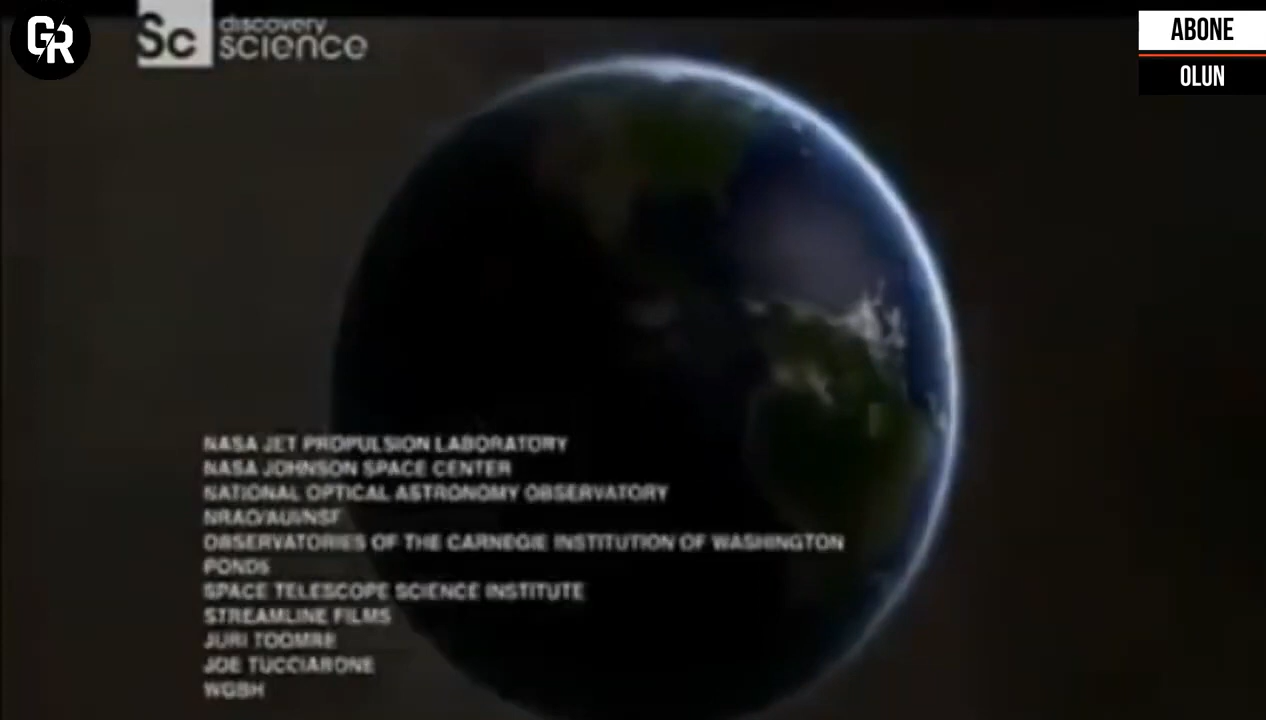 GR
Sc discovery
science
ABONE
OLUN
NASA JET PROPULSION LABORATORY
NASA JOHNSON SPACE CENTER
NATIONAL OPTICAL ASTRONOMY OBSERVATORY
NRAO/AUI/NSF
OBSERVATORIES OF THE CARNEGIE INSTITUTION OF WASHINGTON
PONDS
SPACE TELESCOPE SCIENCE INSTITUTE
STREAMLINE FILMS
JURI TOOMRE
JOE TUCCIARONE
WGBH